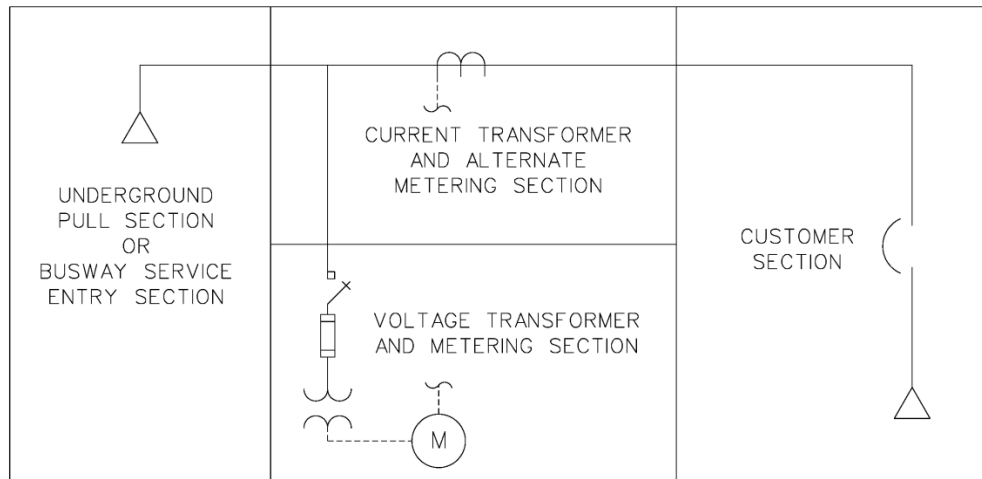 UNDERGROUND
PULL SECTION
OR
BUSWAY SERVICE
ENTRY SECTION
CURRENT TRANSFORMER
AND ALTERNATE
METERING SECTION
VOLTAGE TRANSFORMER
AND METERING SECTION
M
CUSTOMER
SECTION